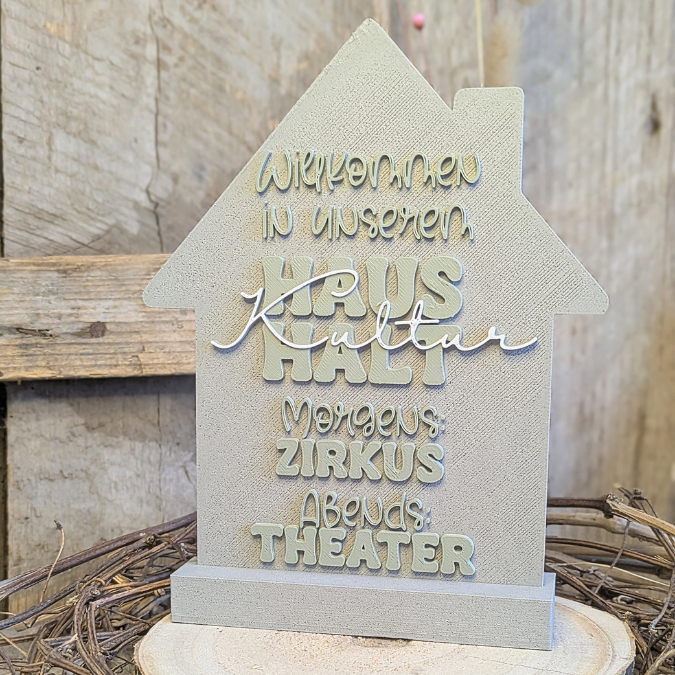 Willkommen
in unserem
HAUS
Kultur
HALT
Morgens:
ZIRKUS
Abends:
THEATER